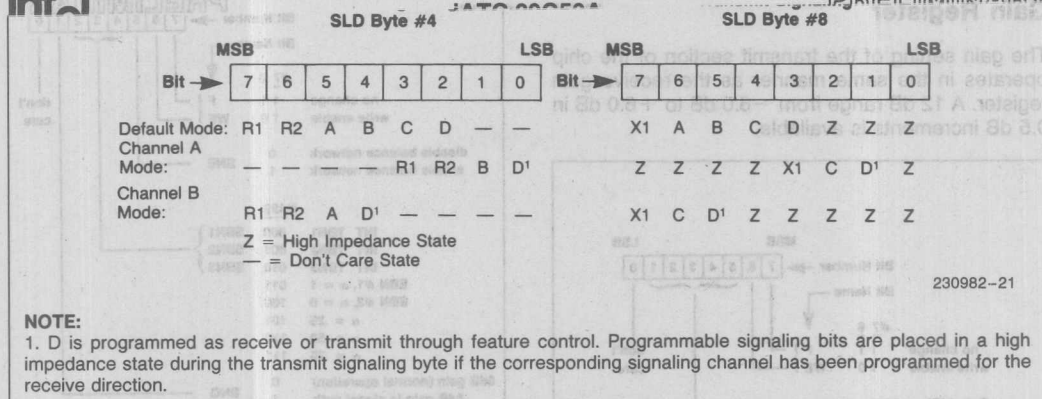 intel
SLD Byte #4 SLD Byte #8
MSB LSB MSB LSB
Bit → 7 6 5 4 3 2 1 0 Bit → 7 6 5 4 3 2 1 0
Default Mode: R1 R2 A B C D — — X1 A B C D Z Z Z
Channel A
Mode: — — — — R1 R2 B D¹ Z Z Z Z X1 C D¹ Z
Channel B
Mode: R1 R2 A D¹ — — — — X1 C D¹ Z Z Z Z Z
Z = High Impedance State
— = Don't Care State
230982–21
NOTE:
1. D is programmed as receive or transmit through feature control. Programmable signaling bits are placed in a high
impedance state during the transmit signaling byte if the corresponding signaling channel has been programmed for the
receive direction.